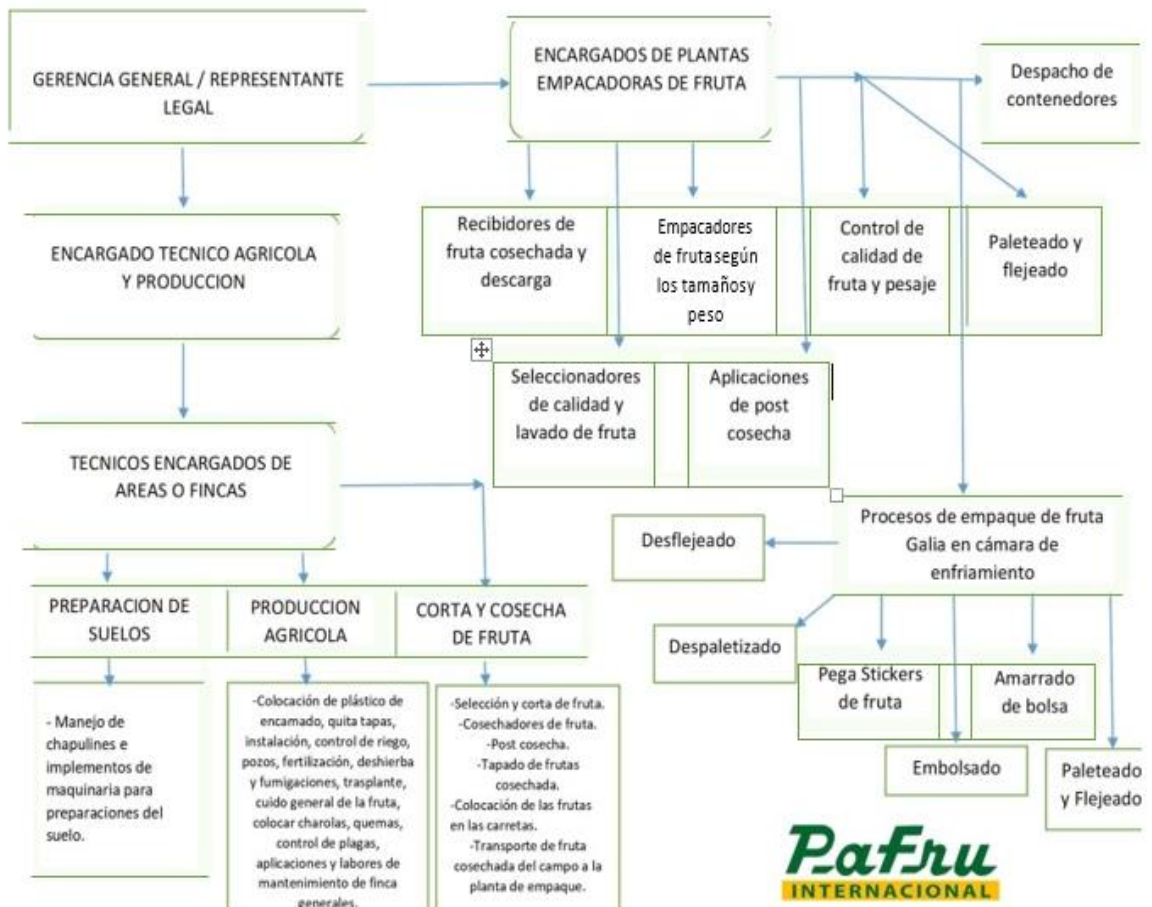 GERENCIA GENERAL / REPRESENTANTE
LEGAL
ENCARGADOS DE PLANTAS
EMPACADORAS DE FRUTA
Despacho de
contenedores
ENCARGADO TECNICO AGRICOLA
Y PRODUCCION
Recibidores de
fruta cosechada y
descarga
Empacadores
de fruta según
los tamaños y
peso
Control de
calidad de
fruta y pesaje
Paleteado y
flejeado
Seleccionadores
de calidad y
lavado de fruta
Aplicaciones
de post
cosecha
TECNICOS ENCARGADOS DE
AREAS O FINCAS
Procesos de empaque de fruta
Galia en cámara de
enfriamiento
Desflejeado
Despaletizado
Pega Stickers
de fruta
Amarrado
de bolsa
Embolsado
Paleteado
y Flejeado
PREPARACION DE
SUELOS
PRODUCCION
AGRICOLA
CORTA Y COSECHA
DE FRUTA
- Manejo de
chapulines e
implementos de
maquinaria para
preparaciones del
suelo.
-Colocación de plástico de
encamado, quita tapas,
instalación, control de riego,
pozos, fertilización, deshierba
y fumigaciones, trasplante,
cuido general de la fruta,
colocar charolas, quemas,
control de plagas,
aplicaciones y labores de
mantenimiento de finca
generales.
-Selección y corta de fruta.
-Cosechadores de fruta.
-Post cosecha.
-Tapado de frutas
cosechada.
-Colocación de las frutas
en las carretas.
-Transporte de fruta
cosechada del campo a la
planta de empaque.
PaFru
INTERNACIONAL